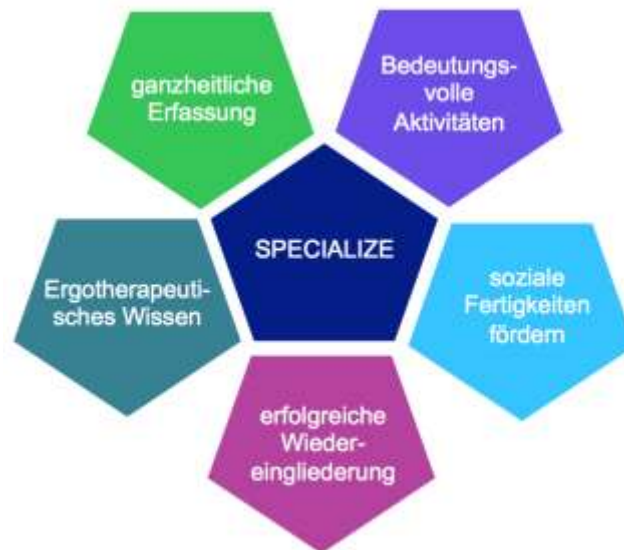 ganzheitliche
Erfassung
Bedeutungs-
volle
Aktivitäten
SPECIALIZE
Ergotherapeuti-
sches Wissen
soziale
Fertigkeiten
fördern
erfolgreiche
Wieder-
eingliederung